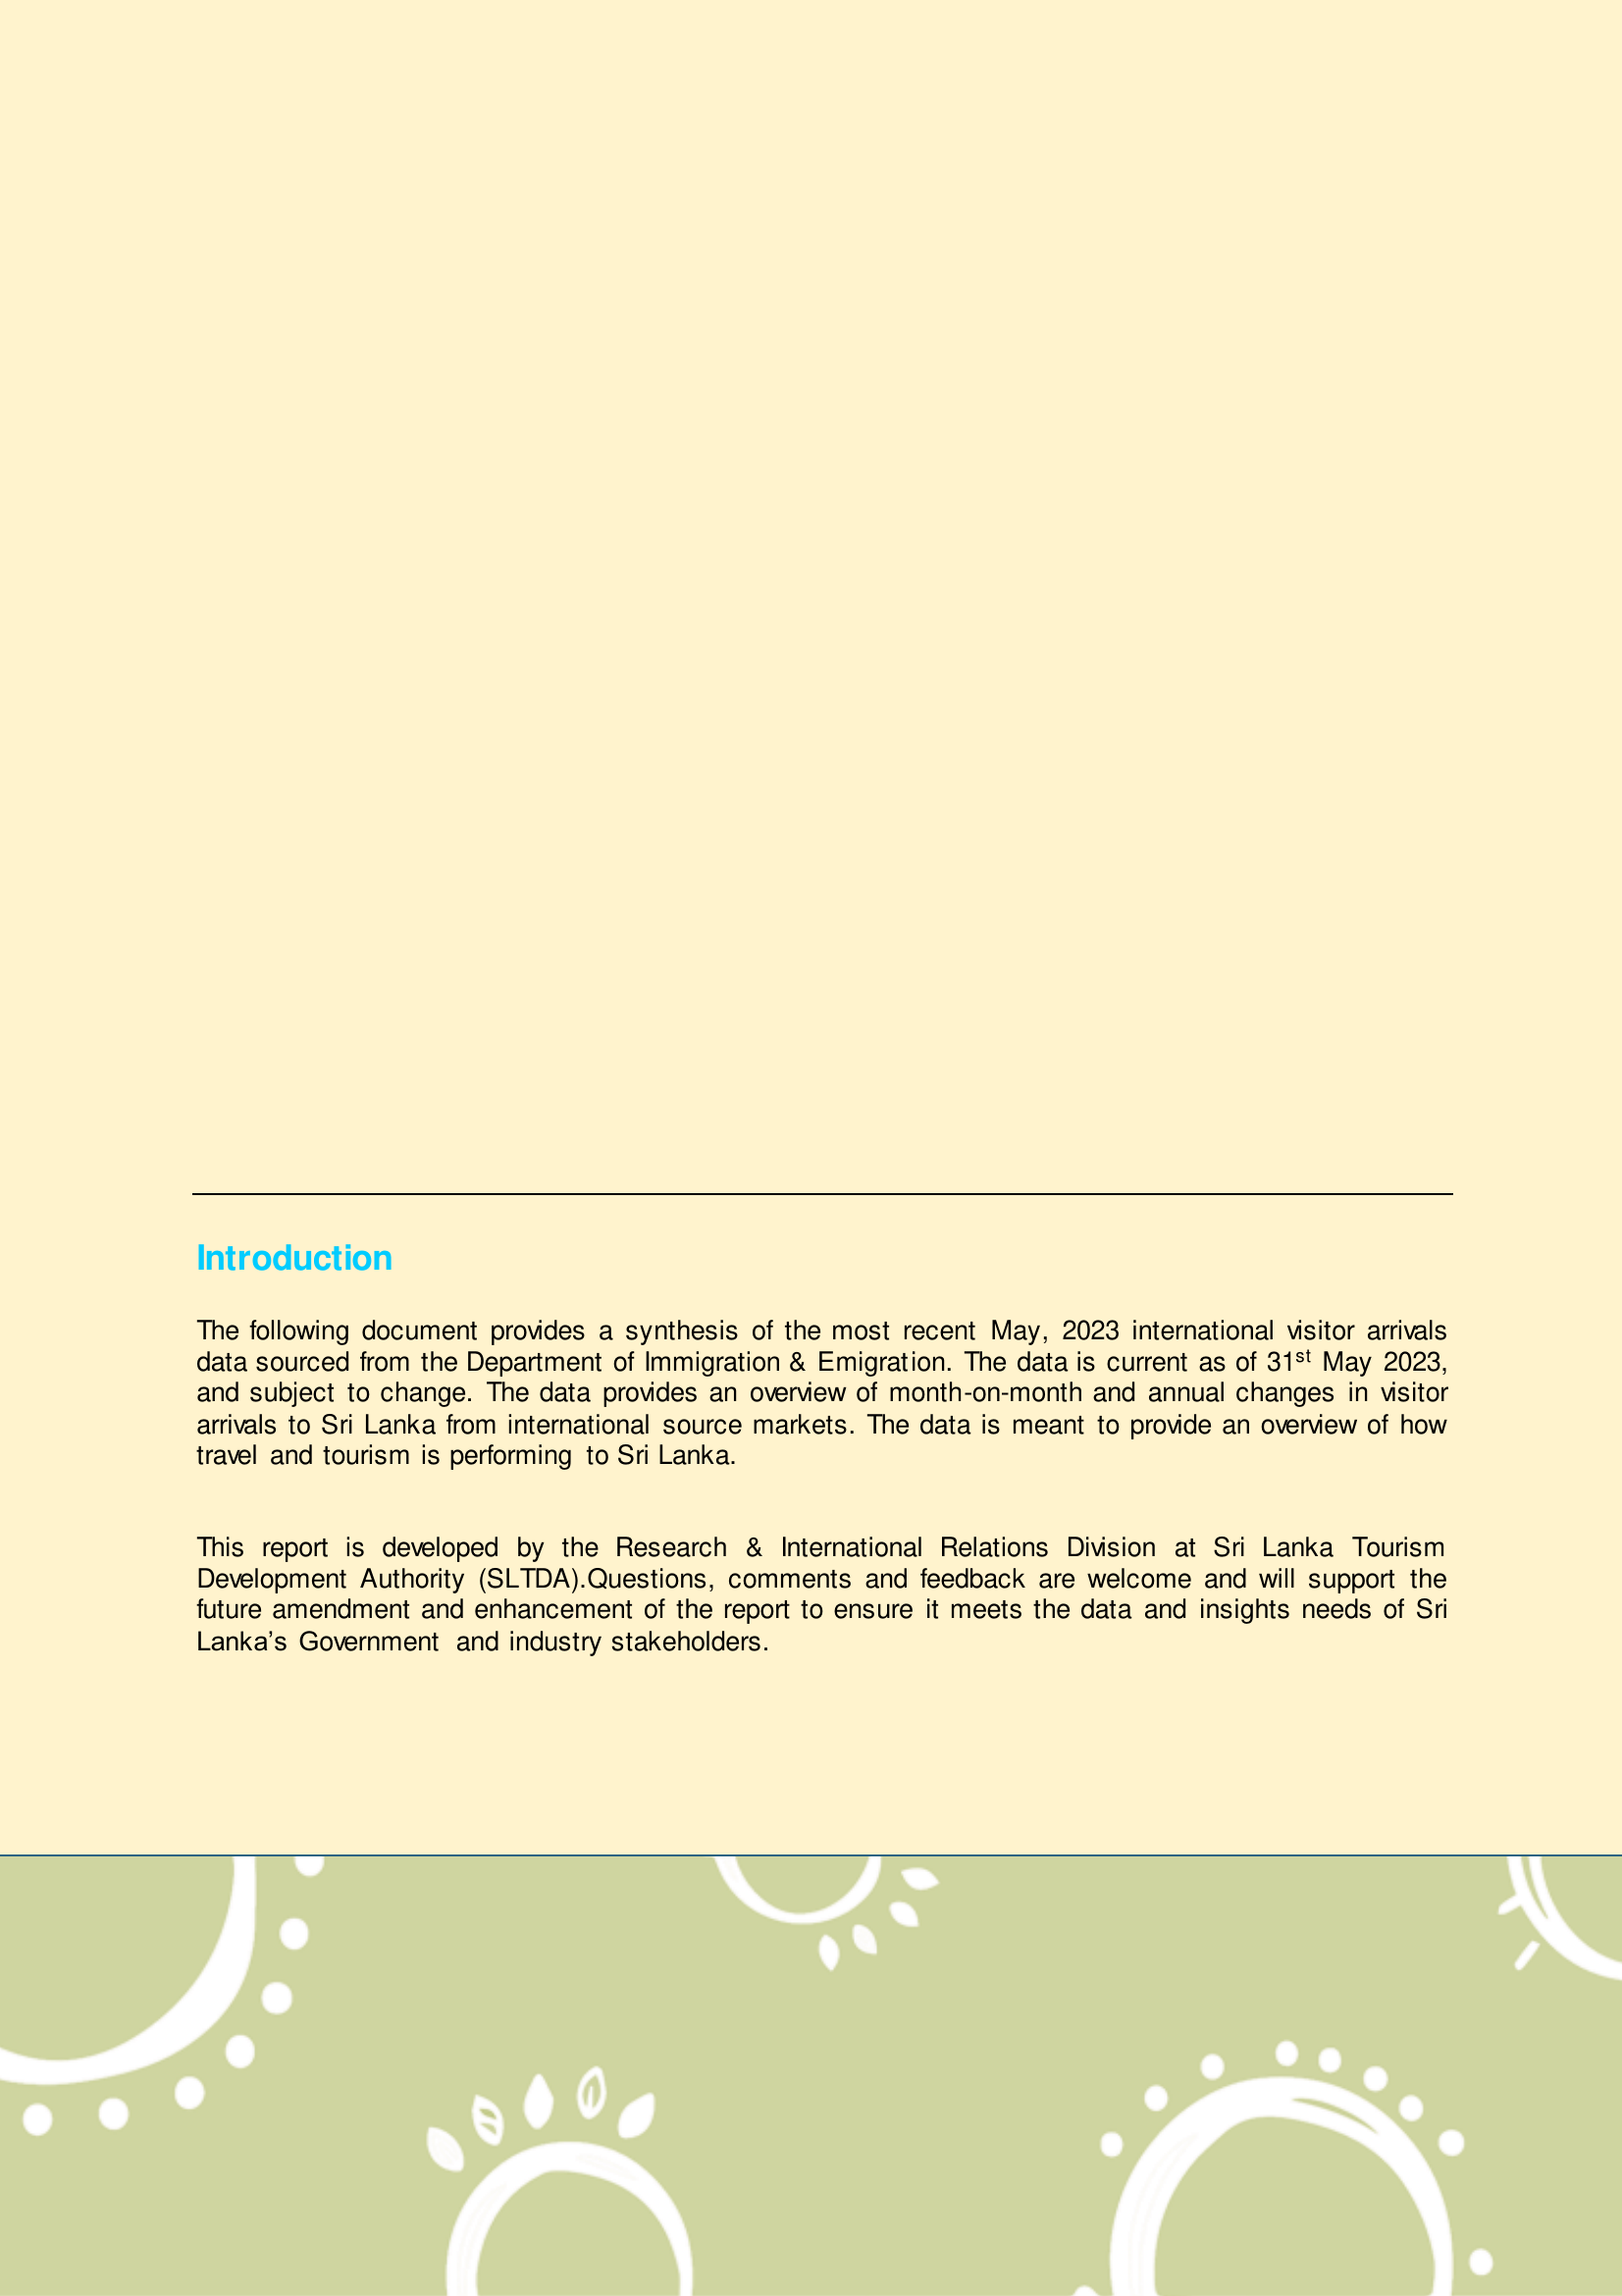 Introduction
The following document provides a synthesis of the most recent May, 2023 international visitor arrivals
data sourced from the Department of Immigration & Emigration. The data is current as of 31st May 2023,
and subject to change. The data provides an overview of month-on-month and annual changes in visitor
arrivals to Sri Lanka from international source markets. The data is meant to provide an overview of how
travel and tourism is performing to Sri Lanka.
This report is developed by the Research & International Relations Division at Sri Lanka Tourism
Development Authority (SLTDA).Questions, comments and feedback are welcome and will support the
future amendment and enhancement of the report to ensure it meets the data and insights needs of Sri
Lanka’s Government and industry stakeholders.